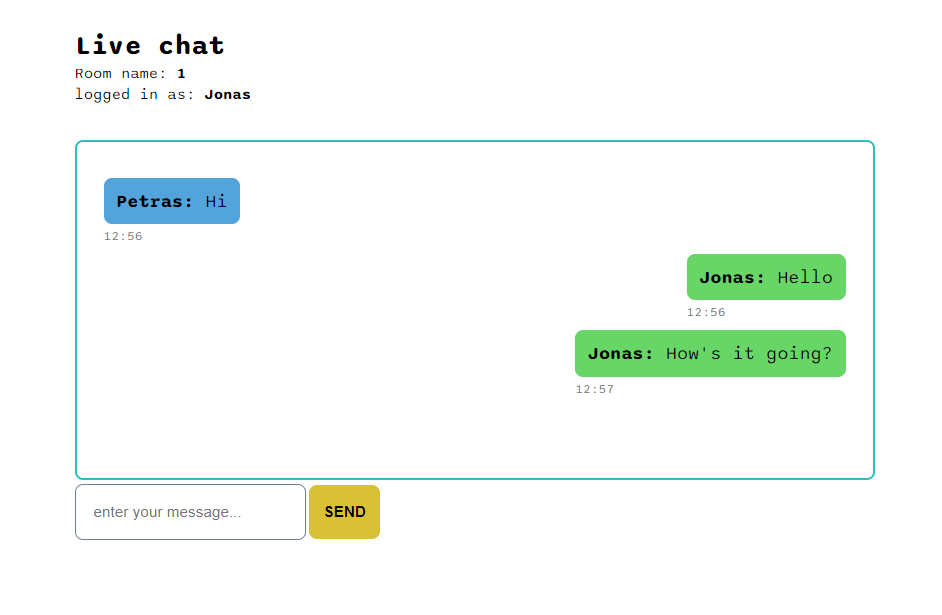 Live chat
Room name: 1
logged in as: Jonas
Petras: Hi
12:56
Jonas: Hello
12:56
Jonas: How's it going?
12:57
enter your message...
SEND